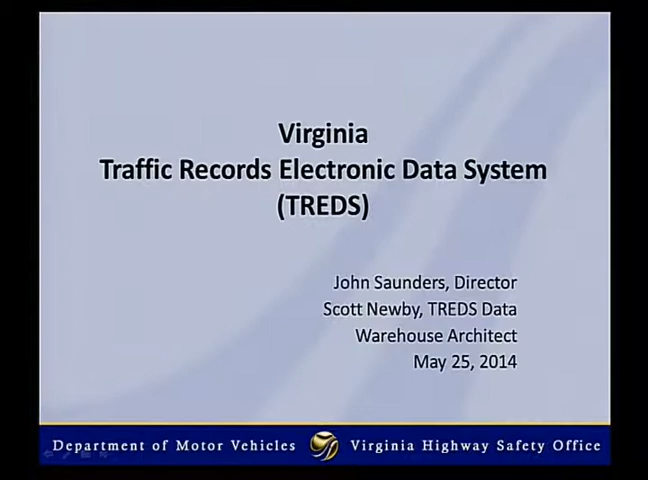 Virginia
Traffic Records Electronic Data System
(TREDS)
John Saunders, Director
Scott Newby, TREDS Data
Warehouse Architect
May 25, 2014
Department of Motor Vehicles Virginia Highway Safety Office